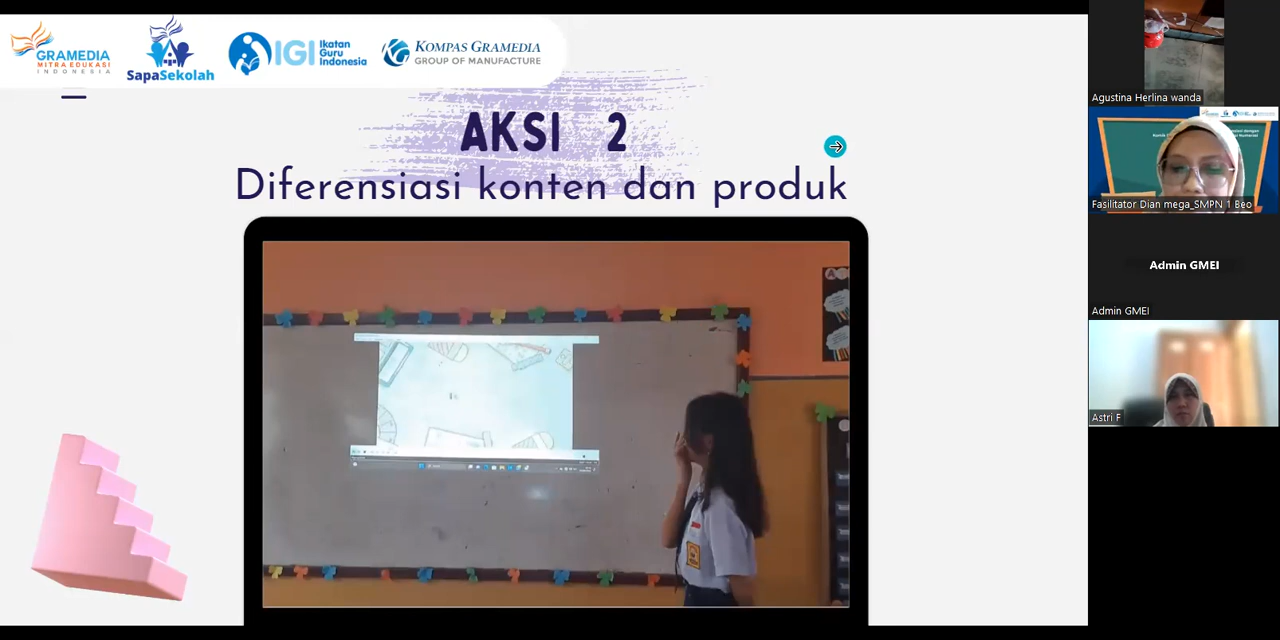 GRAMEDIA
MITRA EDUKASI
INDONESIA
SapaSekolah
IGI Ikatan
Guru
Indonesia
KOMPAS GRAMEDIA
GROUP OF MANUFACTURE
AKSI 2
Diferensiasi konten dan produk
Agustina Herlina wanda
Fasilitator Dian mega_SMPN 1 Beo
Admin GMEI
Admin GMEI
Astri F